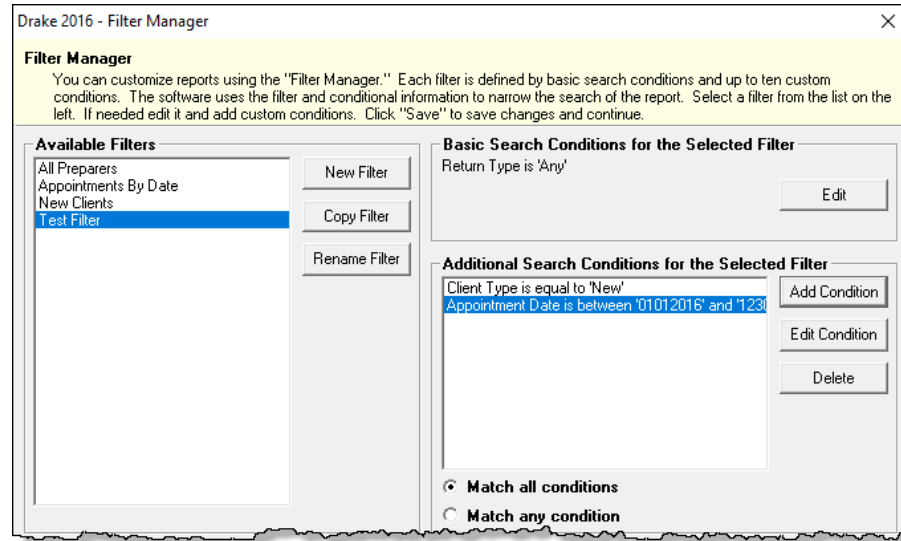 Drake 2016 - Filter Manager
Filter Manager
You can customize reports using the "Filter Manager." Each filter is defined by basic search conditions and up to ten custom
conditions. The software uses the filter and conditional information to narrow the search of the report. Select a filter from the list on the
left. If needed edit it and add custom conditions. Click "Save" to save changes and continue.
Available Filters
All Preparers
Appointments By Date
New Clients
Test Filter
New Filter
Copy Filter
Rename Filter
Basic Search Conditions for the Selected Filter
Return Type is 'Any'
Edit
Additional Search Conditions for the Selected Filter
Client Type is equal to 'New'
Appointment Date is between '01012016' and '123
Add Condition
Edit Condition
Delete
Match all conditions
Match any condition